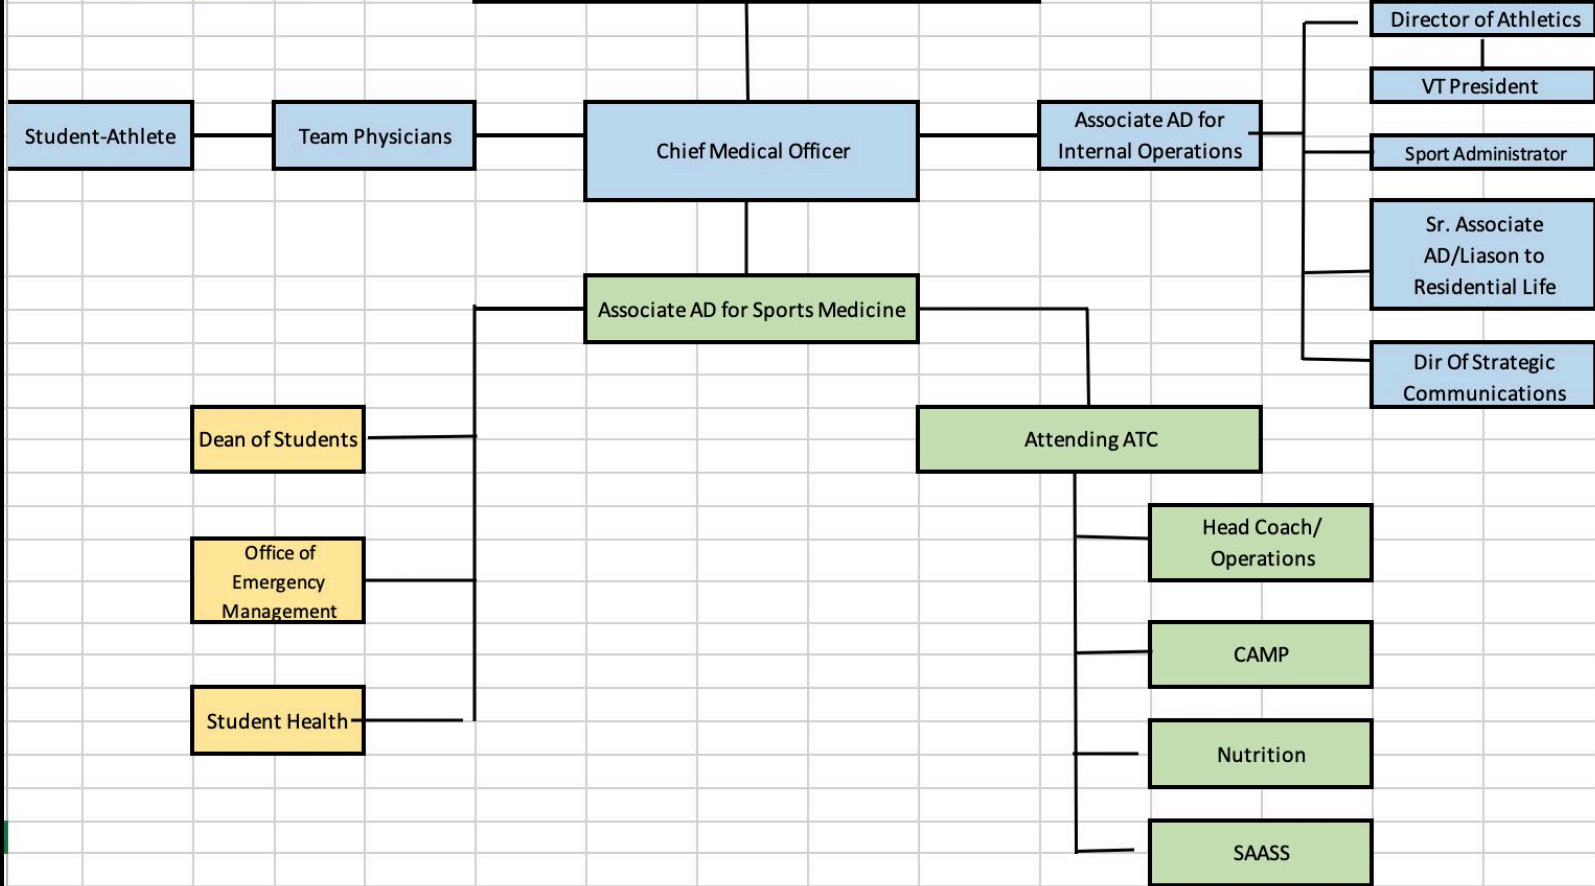 Director of Athletics
VT President
Student-Athlete
Team Physicians
Chief Medical Officer
Associate AD for
Internal Operations
Sport Administrator
Sr. Associate
AD/Liason to
Residential Life
Associate AD for Sports Medicine
Dir Of Strategic
Communications
Dean of Students
Attending ATC
Head Coach/
Operations
Office of
Emergency
Management
CAMP
Student Health
Nutrition
SAASS